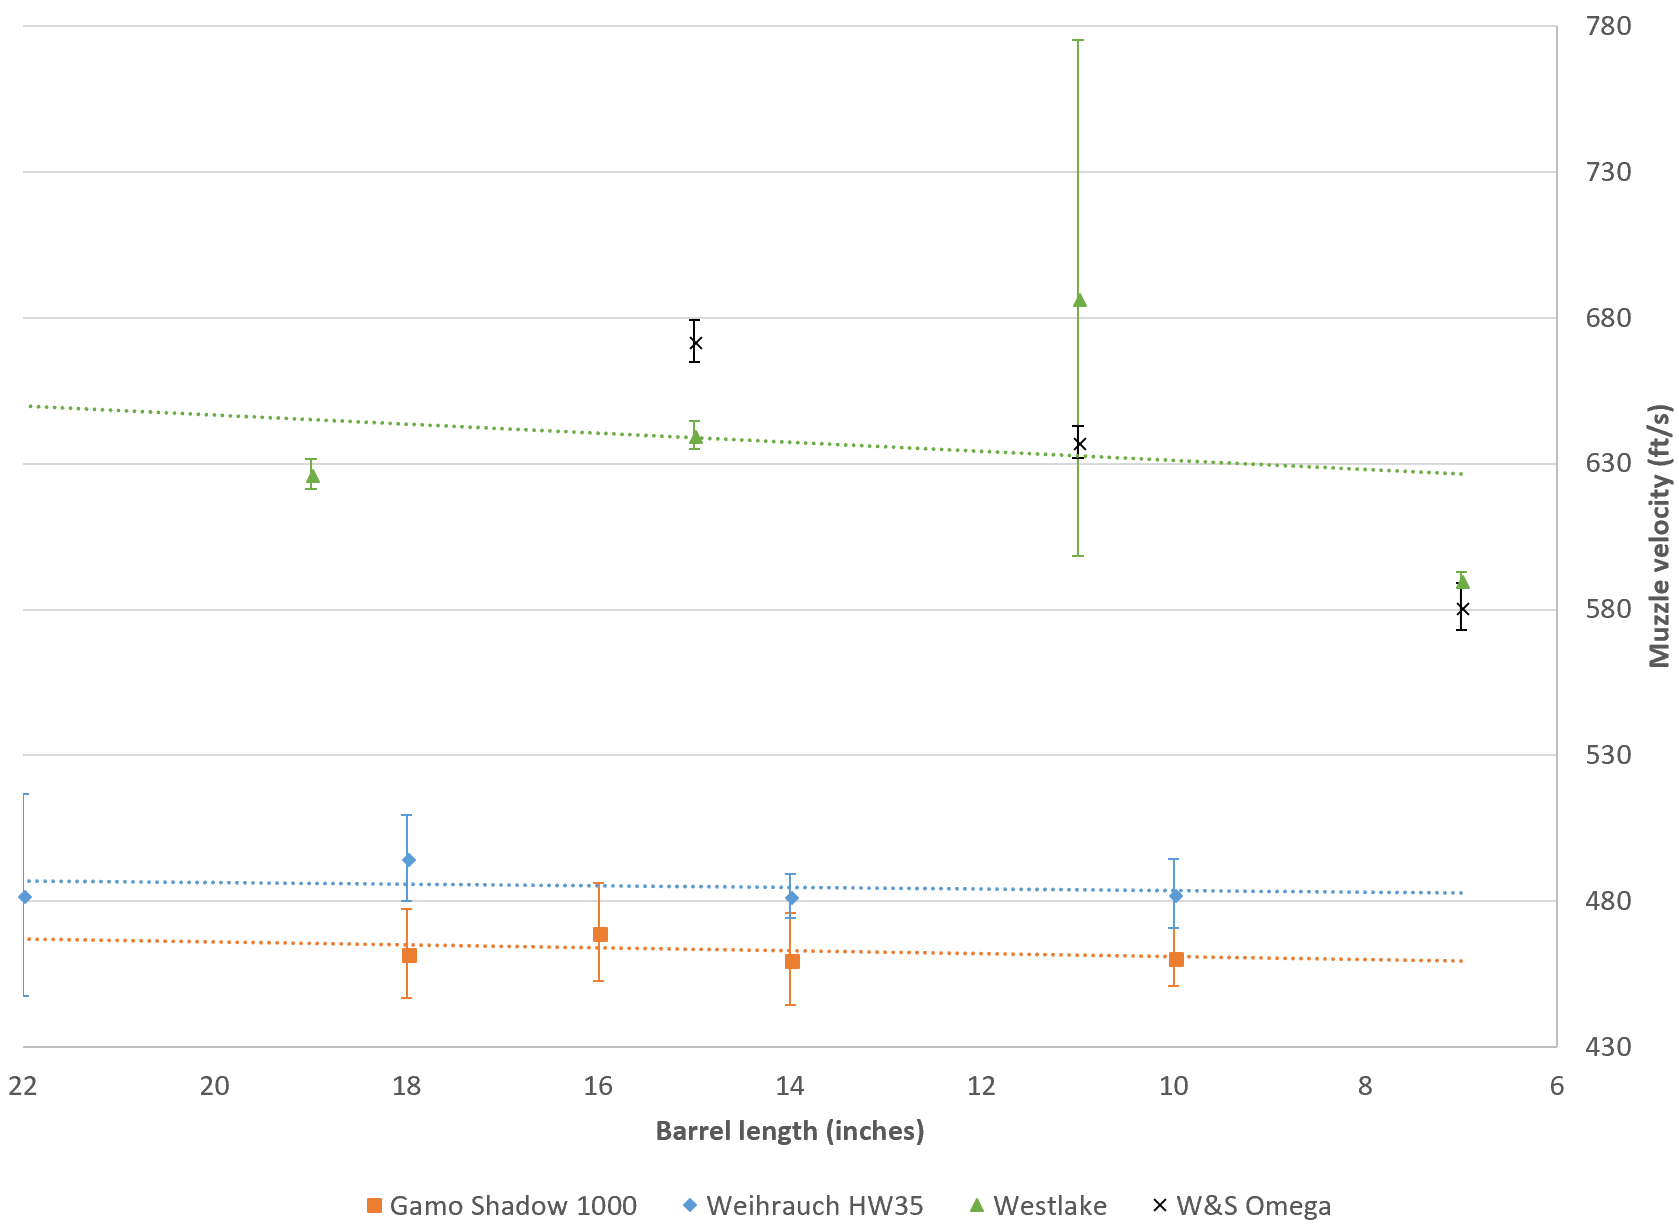 780
730
680
630
580
530
480
430
Muzzle velocity (ft/s)
22 20 18 16 14 12 10 8 6
Barrel length (inches)
Gamo Shadow 1000 Weihrauch HW35 Westlake W&S Omega